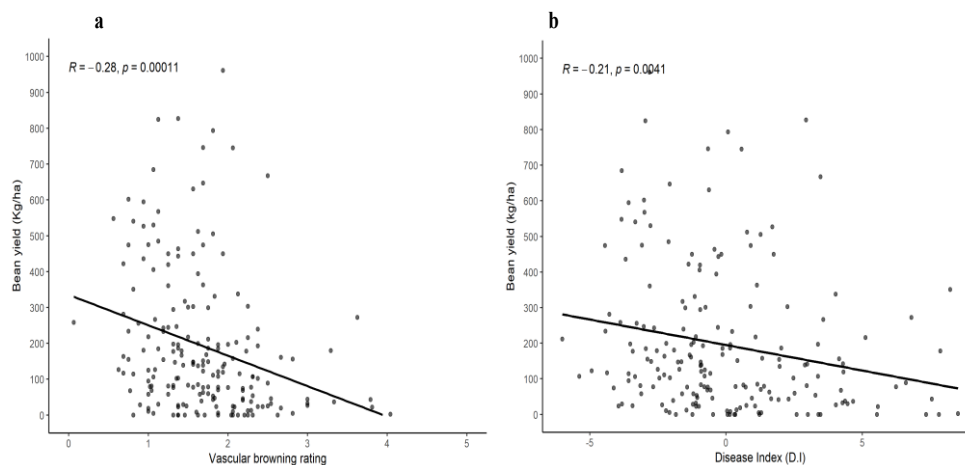 a
R = −0.28, p = 0.00011
Bean yield (Kg/ha)
1000
900
800
700
600
500
400
300
200
100
0
0 1 2 3 4 5
Vascular browning rating
b
R = −0.21, p = 0.0041
Bean yield (kg/ha)
1000
900
800
700
600
500
400
300
200
100
0
-5 0 5
Disease Index (D.I)